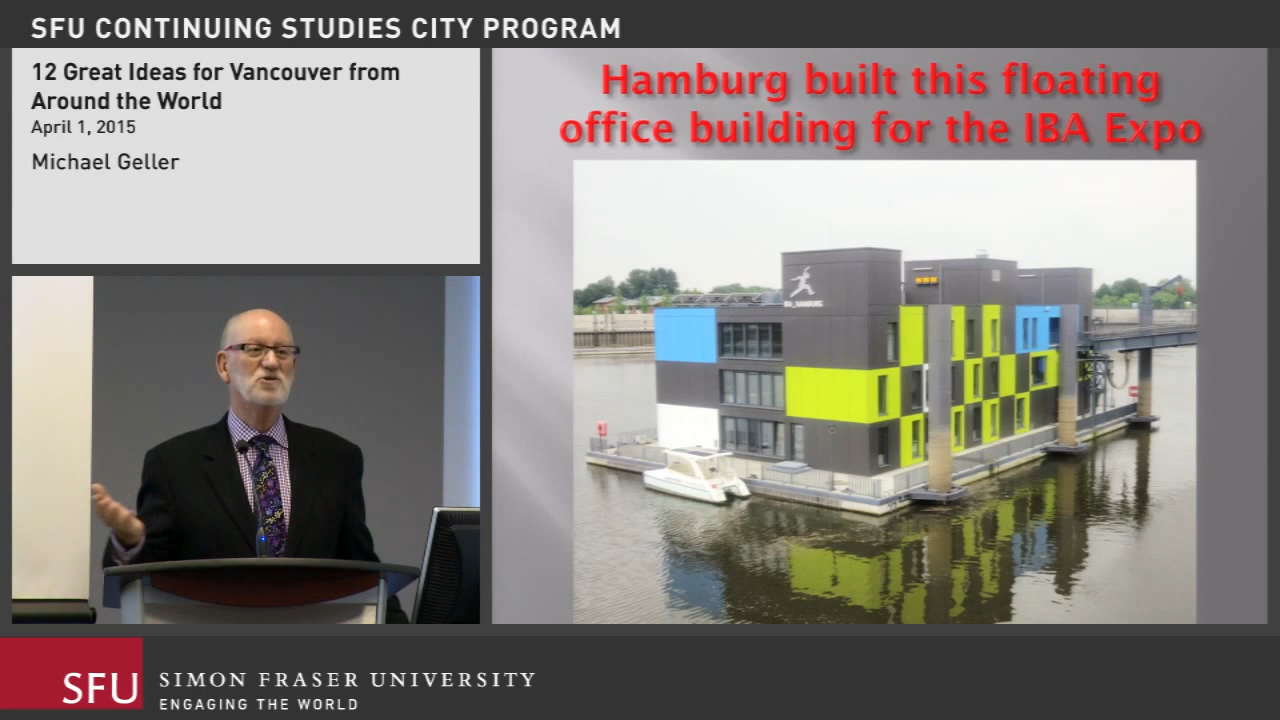 SFU CONTINUING STUDIES CITY PROGRAM
12 Great Ideas for Vancouver from
Around the World
April 1, 2015
Michael Geller
Hamburg built this floating
office building for the IBA Expo
IBA_HAMBURG
SFU
SIMON FRASER UNIVERSITY
ENGAGING THE WORLD